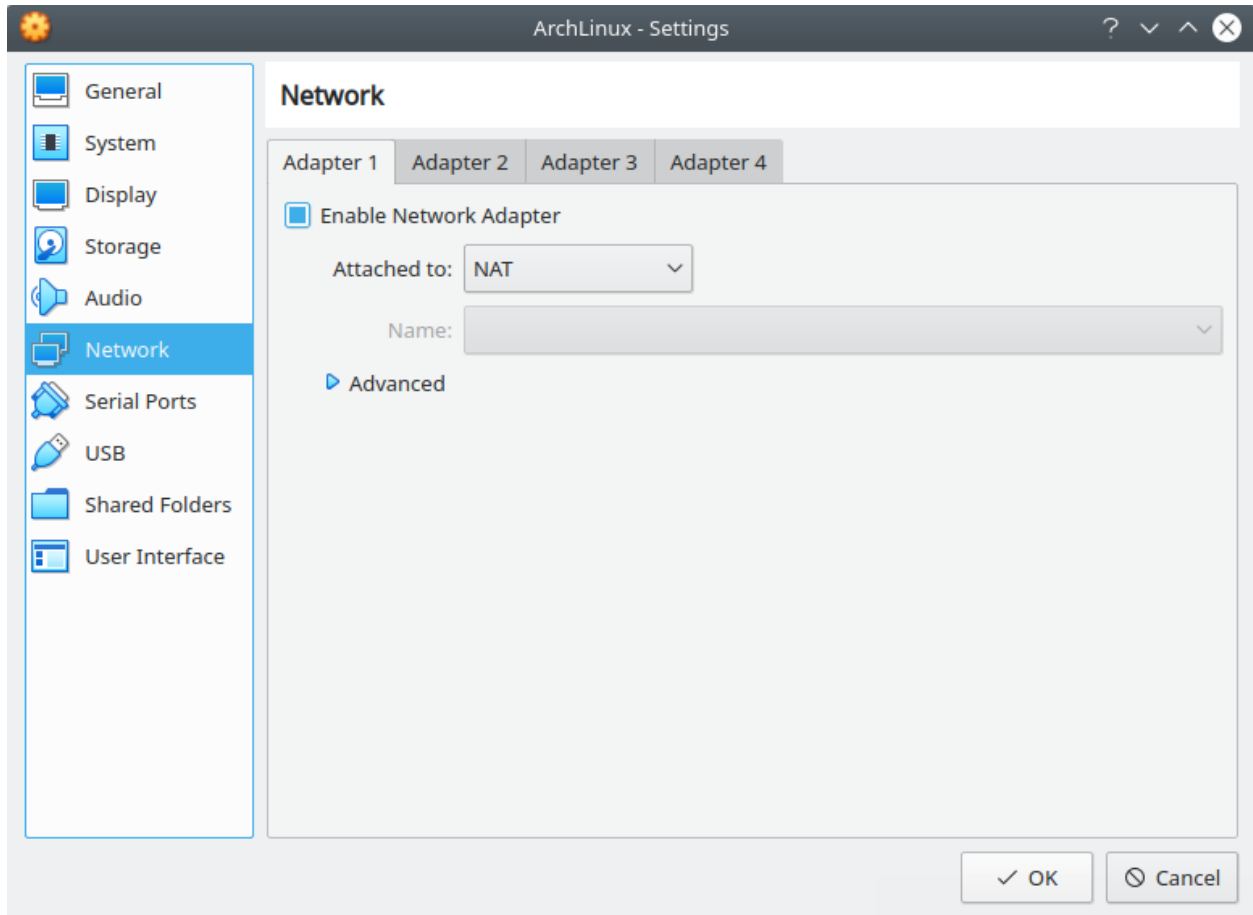 ArchLinux - Settings
General
System
Display
Storage
Audio
Network
Serial Ports
USB
Shared Folders
User Interface
Network
Adapter 1 Adapter 2 Adapter 3 Adapter 4
Enable Network Adapter
Attached to: NAT
Name:
Advanced
OK Cancel